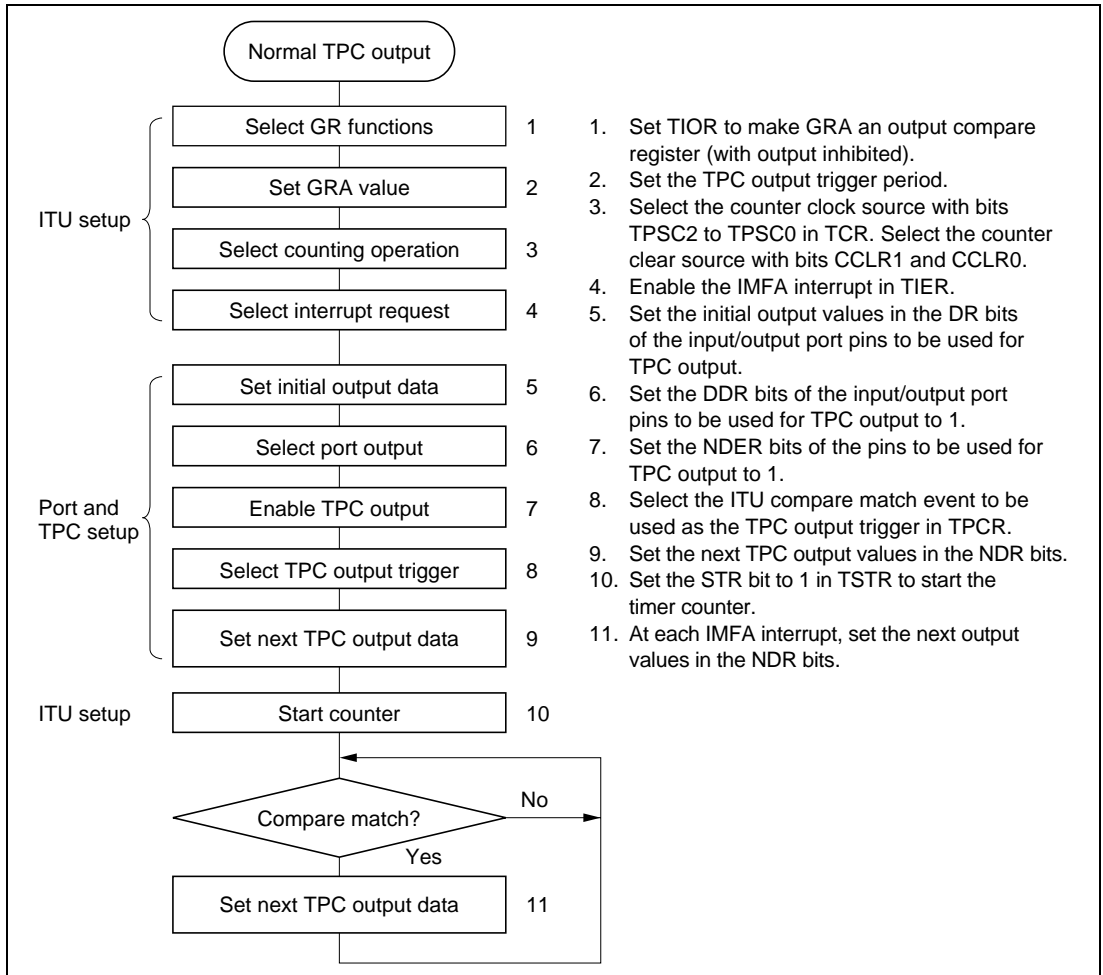 Normal TPC output
ITU setup
Select GR functions 1
Set GRA value 2
Select counting operation 3
Select interrupt request 4
Port and
TPC setup
Set initial output data 5
Select port output 6
Enable TPC output 7
Select TPC output trigger 8
Set next TPC output data 9
ITU setup
Start counter 10
Compare match?
No
Yes
Set next TPC output data 11
1. Set TIOR to make GRA an output compare
register (with output inhibited).
2. Set the TPC output trigger period.
3. Select the counter clock source with bits
TPSC2 to TPSC0 in TCR. Select the counter
clear source with bits CCLR1 and CCLR0.
4. Enable the IMFA interrupt in TIER.
5. Set the initial output values in the DR bits
of the input/output port pins to be used for
TPC output.
6. Set the DDR bits of the input/output port
pins to be used for TPC output to 1.
7. Set the NDER bits of the pins to be used for
TPC output to 1.
8. Select the ITU compare match event to be
used as the TPC output trigger in TPCR.
9. Set the next TPC output values in the NDR bits.
10. Set the STR bit to 1 in TSTR to start the
timer counter.
11. At each IMFA interrupt, set the next output
values in the NDR bits.